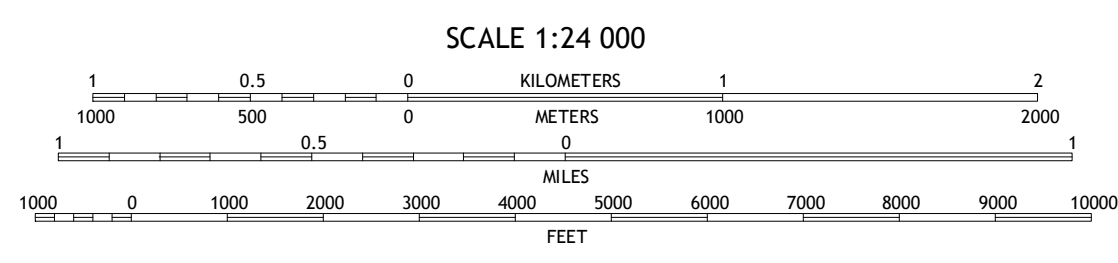 SCALE 1:24 000
1 0.5 0 KILOMETERS 1 2
1000 500 0 METERS 1000 2000
1 0.5 0 1
MILES
1000 0 1000 2000 3000 4000 5000 6000 7000 8000 9000 10000
FEET